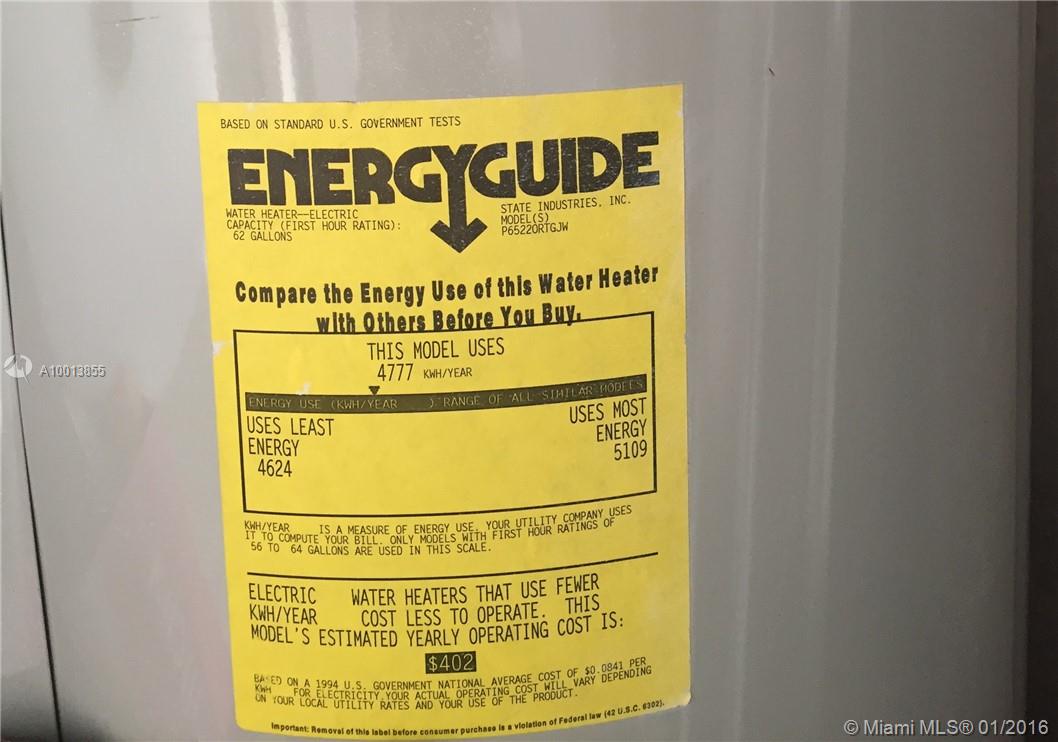 BASED ON STANDARD U.S. GOVERNMENT TESTS
ENERGYGUIDE
WATER HEATER--ELECTRIC
CAPACITY (FIRST HOUR RATING):
62 GALLONS
STATE INDUSTRIES, INC.
MODEL(S)
P6522ORTGJW
Compare the Energy Use of this Water Heater
with Others Before You Buy.
THIS MODEL USES
4777 KWH/YEAR
ENERGY USE (KWH/YEAR ) RANGE OF ALL SIMILAR MODELS
USES LEAST
ENERGY
4624
USES MOST
ENERGY
5109
KWH/YEAR IS A MEASURE OF ENERGY USE. YOUR UTILITY COMPANY USES
IT TO COMPUTE YOUR BILL. ONLY MODELS WITH FIRST HOUR RATINGS OF
56 TO 64 GALLONS ARE USED IN THIS SCALE.
ELECTRIC WATER HEATERS THAT USE FEWER
KWH/YEAR COST LESS TO OPERATE. THIS
MODEL'S ESTIMATED YEARLY OPERATING COST IS:
$402
BASED ON A 1994 U.S. GOVERNMENT NATIONAL AVERAGE COST OF $0.0841 PER
KWH FOR ELECTRICITY. YOUR ACTUAL OPERATING COST WILL VARY DEPENDING
ON YOUR LOCAL UTILITY RATES AND YOUR USE OF THE PRODUCT.
Important: Removal of this label before consumer purchase is a violation of Federal law (42 U.S.C. 6302).
A10013855
© Miami MLS® 01/2016